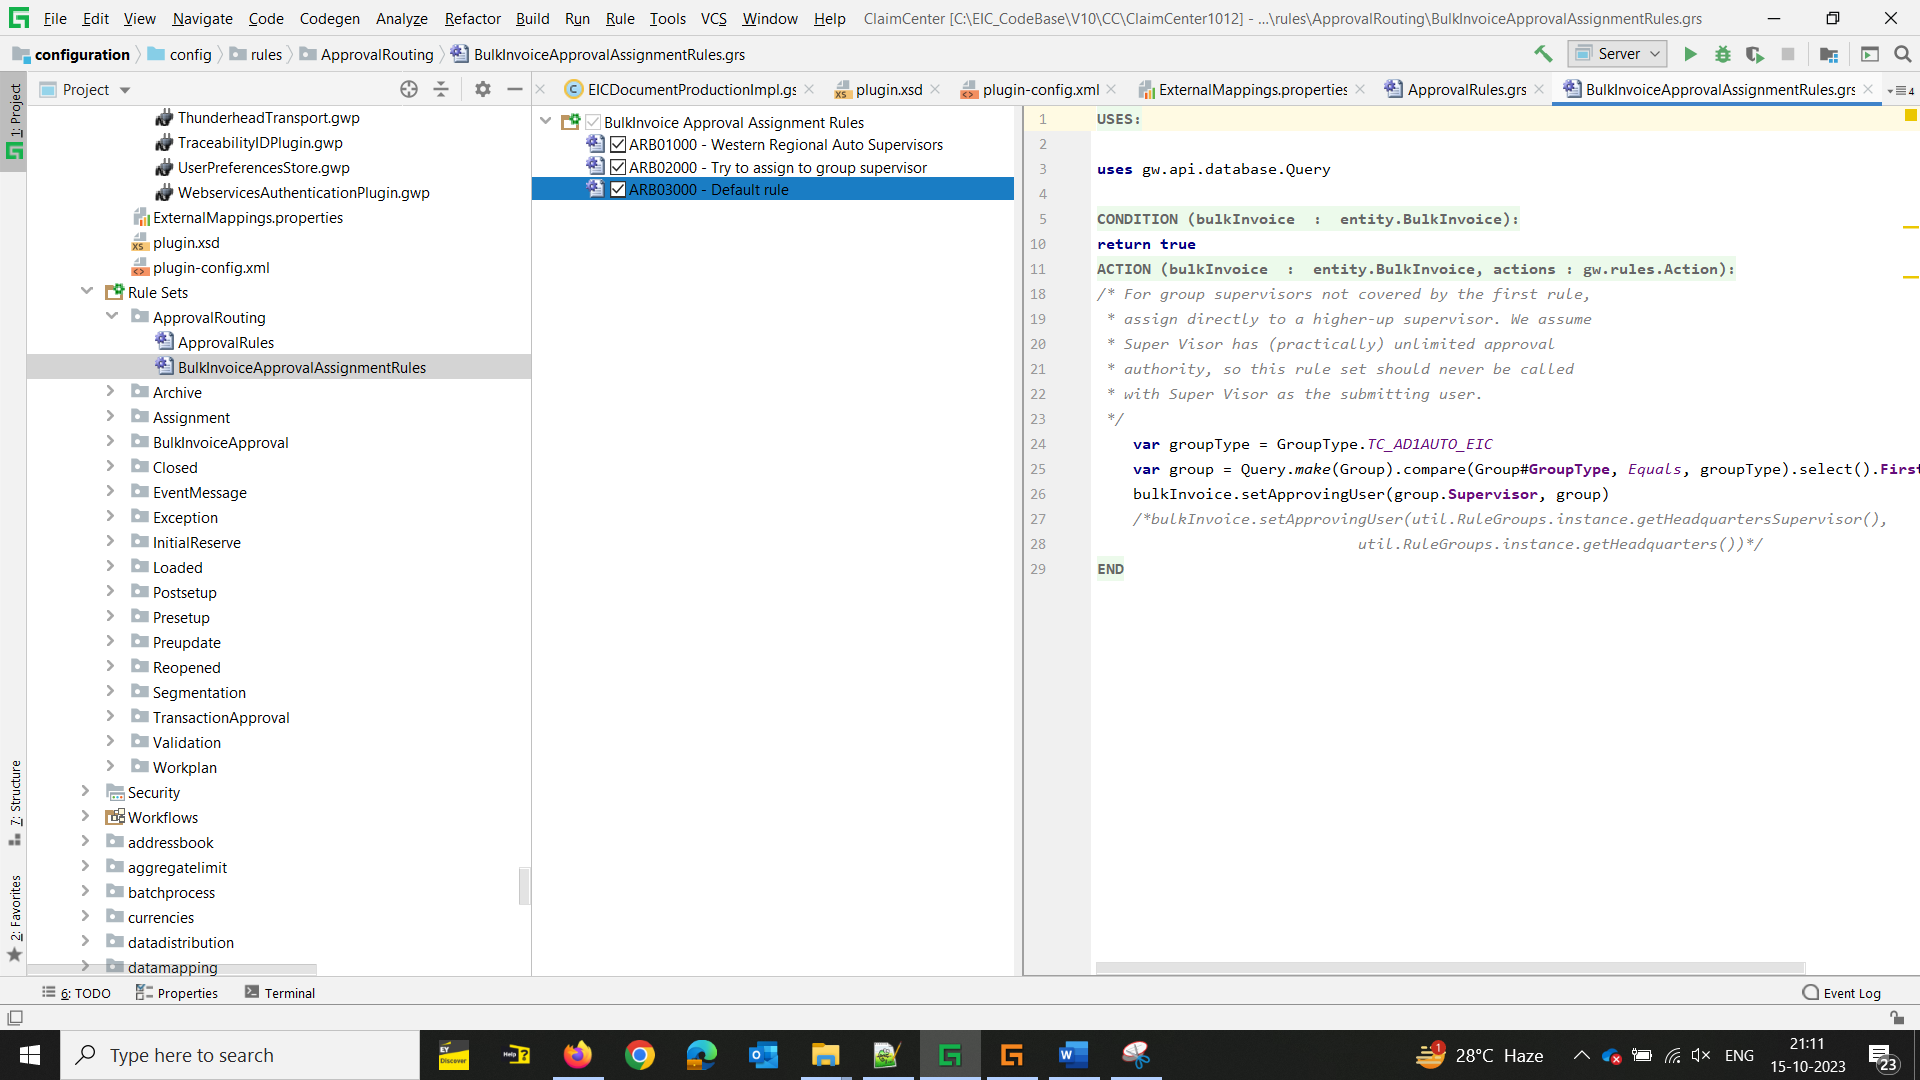 File Edit View Navigate Code Codegen Analyze Refactor Build Run Rule Tools VCS Window Help ClaimCenter [C:\EIC_CodeBase\V10\CC\ClaimCenter1012] - ...\rules\ApprovalRouting\BulkInvoiceApprovalAssignmentRules.grs
configuration config rules ApprovalRouting BulkInvoiceApprovalAssignmentRules.grs
Server
Project
EICDocumentProductionImpl.gs plugin.xsd plugin-config.xml ExternalMappings.properties ApprovalRules.grs BulkInvoiceApprovalAssignmentRules.grs 4
1: Project
7: Structure
2: Favorites
ThunderheadTransport.gwp
TraceabilityIDPlugin.gwp
UserPreferencesStore.gwp
WebservicesAuthenticationPlugin.gwp
ExternalMappings.properties
plugin.xsd
plugin-config.xml
Rule Sets
ApprovalRouting
ApprovalRules
BulkInvoiceApprovalAssignmentRules
Archive
Assignment
BulkInvoiceApproval
Closed
EventMessage
Exception
InitialReserve
Loaded
Postsetup
Presetup
Preupdate
Reopened
Segmentation
TransactionApproval
Validation
Workplan
Security
Workflows
addressbook
aggregatelimit
batchprocess
currencies
datadistribution
datamapping
BulkInvoice Approval Assignment Rules
ARB01000 - Western Regional Auto Supervisors
ARB02000 - Try to assign to group supervisor
ARB03000 - Default rule
1 USES:
2
3 uses gw.api.database.Query
4
5 CONDITION (bulkInvoice : entity.BulkInvoice):
10 return true
11 ACTION (bulkInvoice : entity.BulkInvoice, actions : gw.rules.Action):
18 /* For group supervisors not covered by the first rule,
19 * assign directly to a higher-up supervisor. We assume
20 * Super Visor has (practically) unlimited approval
21 * authority, so this rule set should never be called
22 * with Super Visor as the submitting user.
23 */
24 var groupType = GroupType.TC_AD1AUTO_EIC
25 var group = Query.make(Group).compare(Group#GroupType, Equals, groupType).select().First
26 bulkInvoice.setApprovingUser(group.Supervisor, group)
27 /*bulkInvoice.setApprovingUser(util.RuleGroups.instance.getHeadquartersSupervisor(),
28 util.RuleGroups.instance.getHeadquarters())*/
29 END
6: TODO Properties Terminal Event Log
Type here to search
EY Discover
Help ?
1
28°C Haze
ENG
21:11
15-10-2023
23